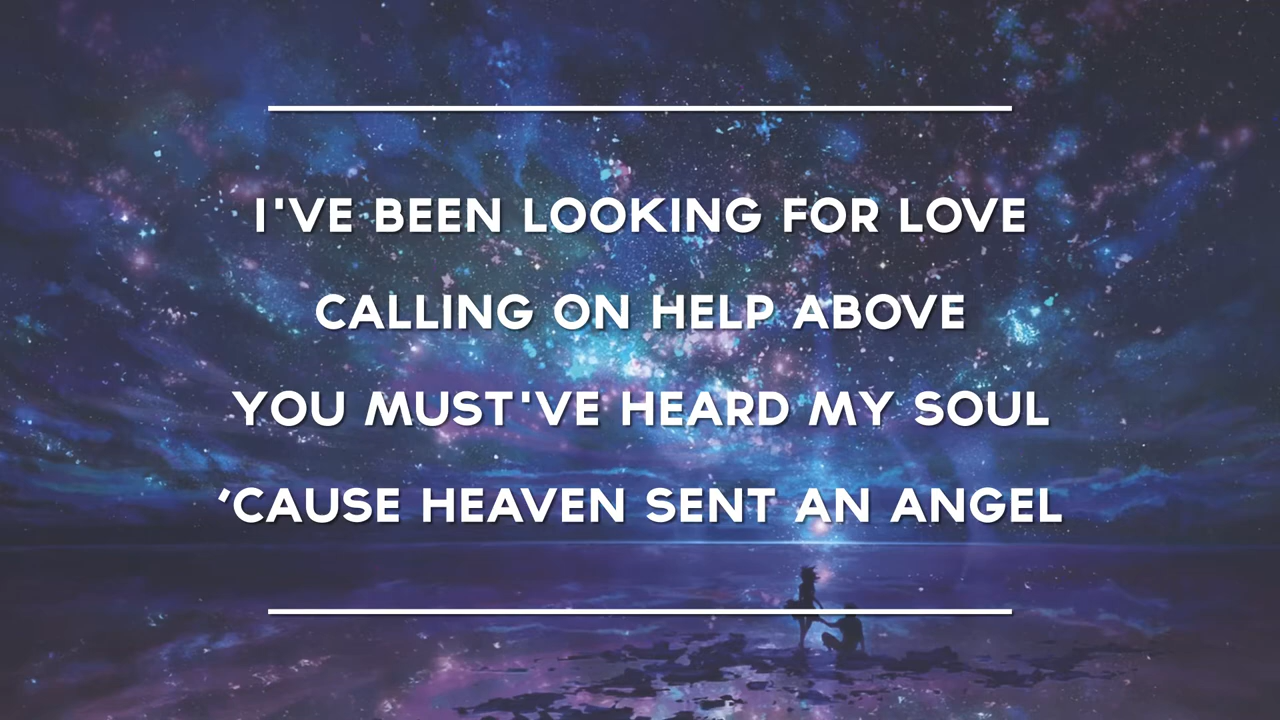 I'VE BEEN LOOKING FOR LOVE
CALLING ON HELP ABOVE
YOU MUST'VE HEARD MY SOUL
'CAUSE HEAVEN SENT AN ANGEL